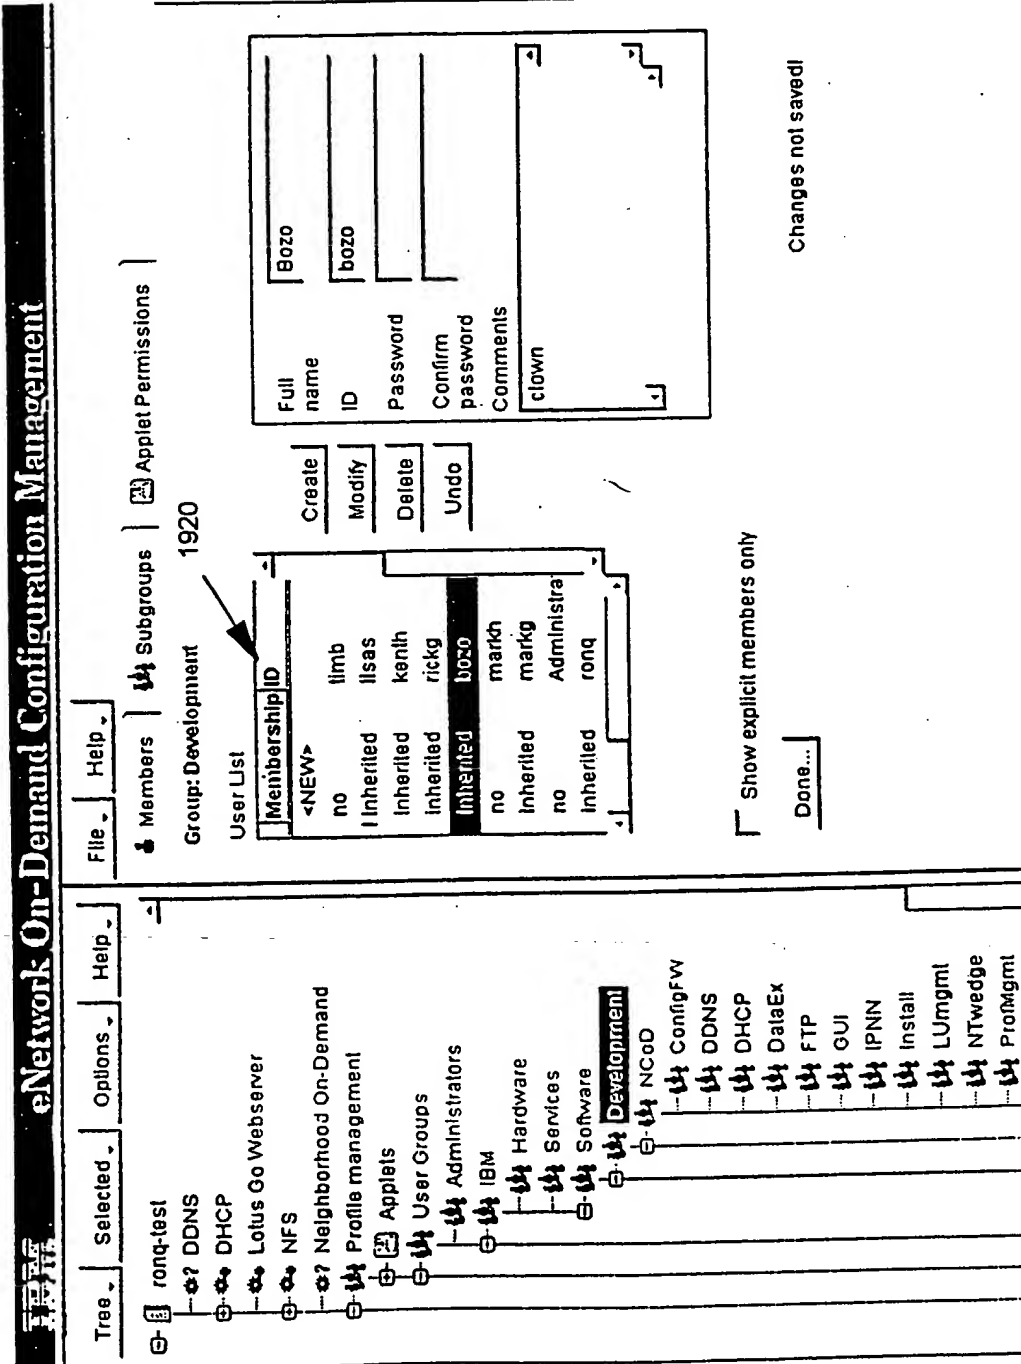 IBM eNetwork On-Demand Configuration Management
Tree Selected Options Help
ronq-test
? DDNS
DHCP
Lotus Go Webserver
NFS
? Neighborhood On-Demand
Profile management
Applets
User Groups
Administrators
IBM
Hardware
Services
Software
Development
NCoD
ConfigFW
DDNS
DHCP
DataEx
FTP
GUI
IPNN
Install
LUmgmt
NTwedge
ProfMgmt
File Help
Members Subgroups Applet Permissions
Group: Development
1920
User List
Membership ID
<NEW>
no timb
Inherited lisas
Inherited kenth
Inherited rickg
Inherited bozo
no markh
Inherited markg
no Administra
Inherited ronq
Create
Modify
Delete
Undo
Full name Bozo
ID bozo
Password
Confirm password
Comments
clown
Show explicit members only
Done...
Changes not saved!